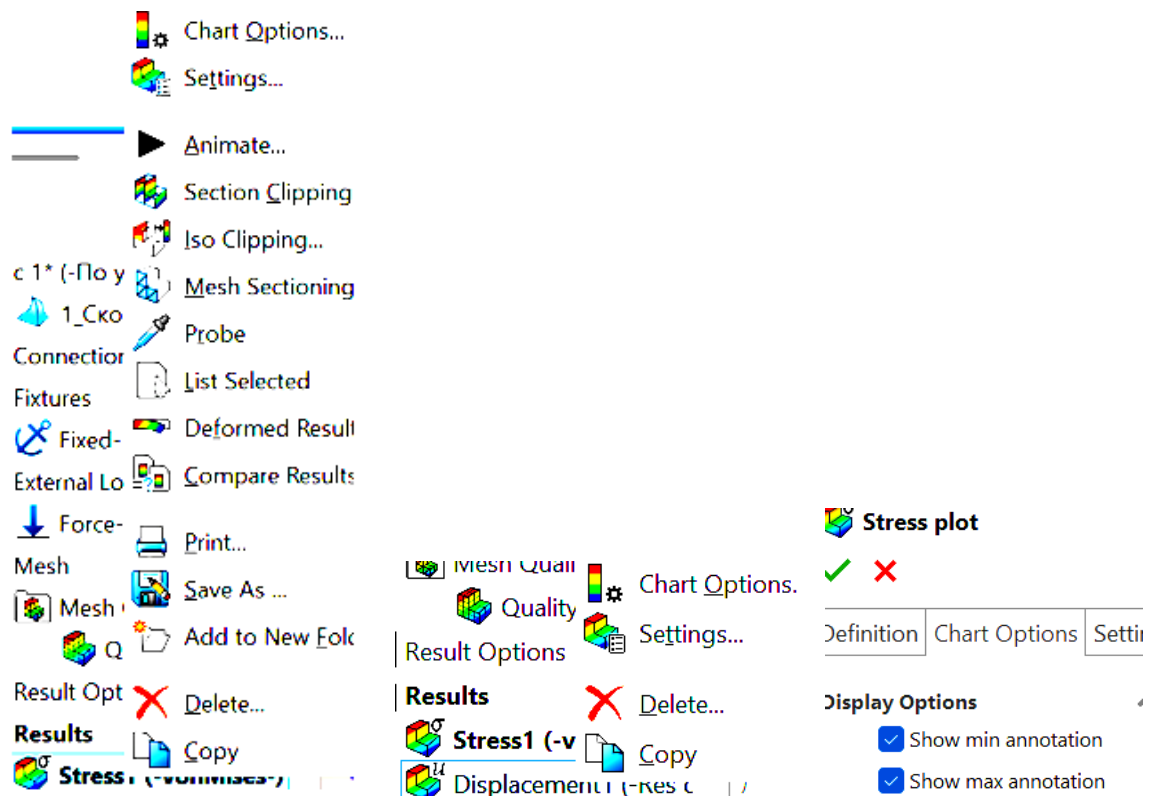 Chart Options...
Settings...
Animate...
Section Clipping
Iso Clipping...
Mesh Sectioning
Probe
List Selected
Deformed Result
Compare Results
Print...
Save As ...
Add to New Folc
Delete...
Copy
с 1* (-По у
1_Ско
Connection
Fixtures
Fixed-
External Lo
Force-
Mesh
Mesh
Q
Result Opt
Results
Stress1 (-vonMises-)
Mesh Quali
Quality
Result Options
Results
Stress1 (-v
Displacement1 (-Res c
Chart Options.
Settings...
Delete...
Copy
Stress plot
Definition
Chart Options
Settin
Display Options
Show min annotation
Show max annotation